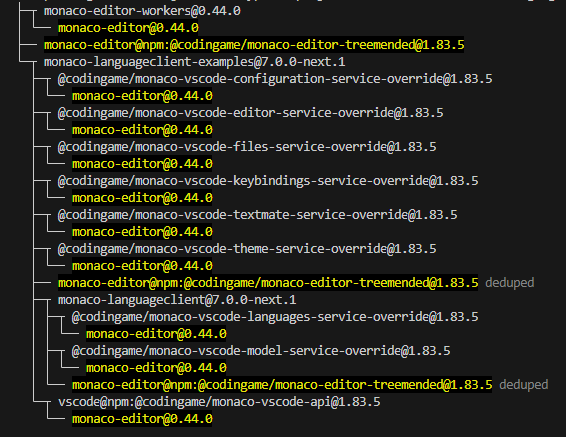 monaco-editor-workers@0.44.0
monaco-editor@0.44.0
monaco-editor@npm:@codingame/monaco-editor-treemended@1.83.5
monaco-languageclient-examples@7.0.0-next.1
@codingame/monaco-vscode-configuration-service-override@1.83.5
monaco-editor@0.44.0
@codingame/monaco-vscode-editor-service-override@1.83.5
monaco-editor@0.44.0
@codingame/monaco-vscode-files-service-override@1.83.5
monaco-editor@0.44.0
@codingame/monaco-vscode-keybindings-service-override@1.83.5
monaco-editor@0.44.0
@codingame/monaco-vscode-textmate-service-override@1.83.5
monaco-editor@0.44.0
@codingame/monaco-vscode-theme-service-override@1.83.5
monaco-editor@0.44.0
monaco-editor@npm:@codingame/monaco-editor-treemended@1.83.5 deduped
monaco-languageclient@7.0.0-next.1
@codingame/monaco-vscode-languages-service-override@1.83.5
monaco-editor@0.44.0
@codingame/monaco-vscode-model-service-override@1.83.5
monaco-editor@0.44.0
monaco-editor@npm:@codingame/monaco-editor-treemended@1.83.5 deduped
vscode@npm:@codingame/monaco-vscode-api@1.83.5
monaco-editor@0.44.0